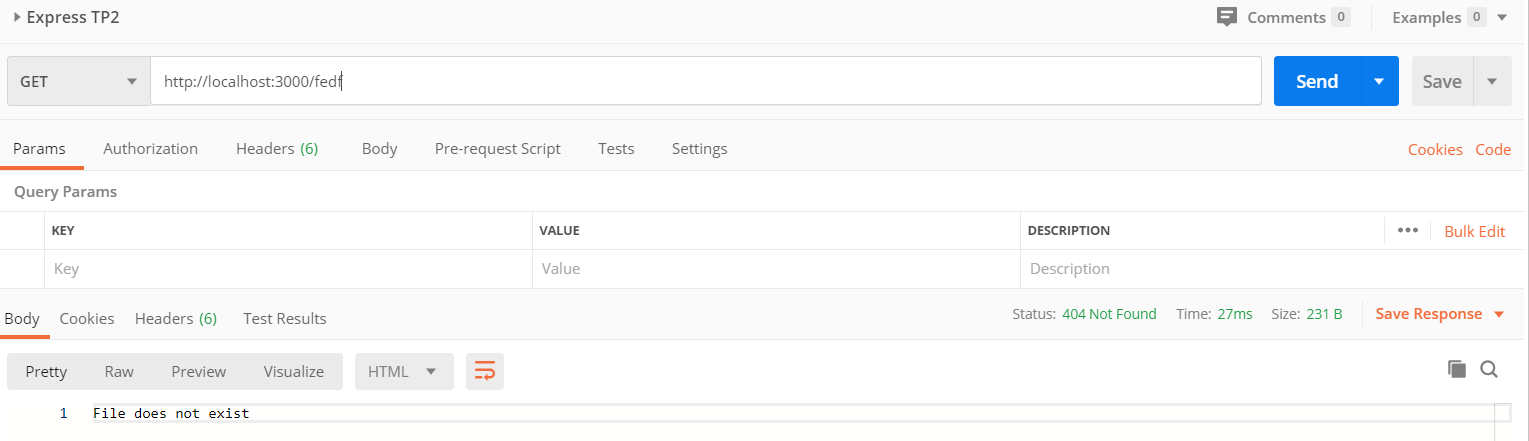 Express TP2
Comments 0 Examples 0
GET http://localhost:3000/fedf Send Save
Params Authorization Headers (6) Body Pre-request Script Tests Settings Cookies Code
Query Params
KEY VALUE DESCRIPTION ••• Bulk Edit
Key Value Description
Body Cookies Headers (6) Test Results Status: 404 Not Found Time: 27ms Size: 231 B Save Response
Pretty Raw Preview Visualize HTML
1 File does not exist